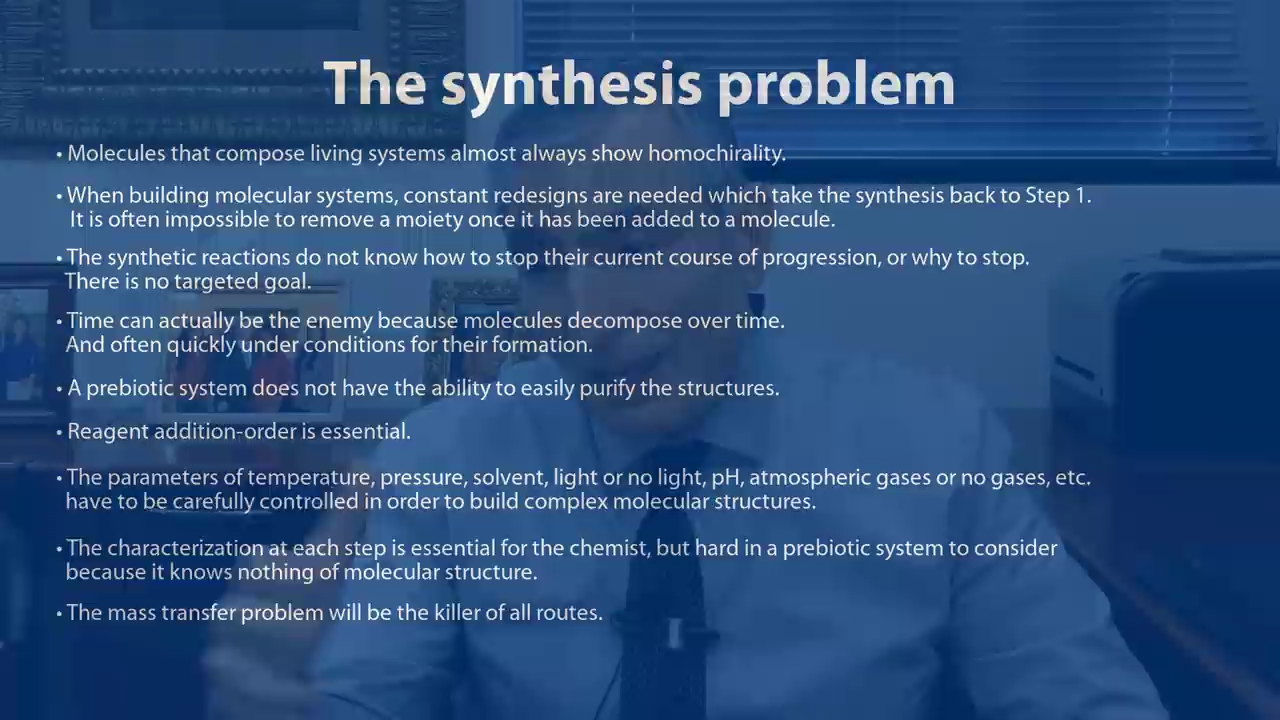 The synthesis problem
• Molecules that compose living systems almost always show homochirality.
• When building molecular systems, constant redesigns are needed which take the synthesis back to Step 1.
It is often impossible to remove a moiety once it has been added to a molecule.
• The synthetic reactions do not know how to stop their current course of progression, or why to stop.
There is no targeted goal.
• Time can actually be the enemy because molecules decompose over time.
And often quickly under conditions for their formation.
• A prebiotic system does not have the ability to easily purify the structures.
• Reagent addition-order is essential.
• The parameters of temperature, pressure, solvent, light or no light, pH, atmospheric gases or no gases, etc.
have to be carefully controlled in order to build complex molecular structures.
• The characterization at each step is essential for the chemist, but hard in a prebiotic system to consider
because it knows nothing of molecular structure.
• The mass transfer problem will be the killer of all routes.